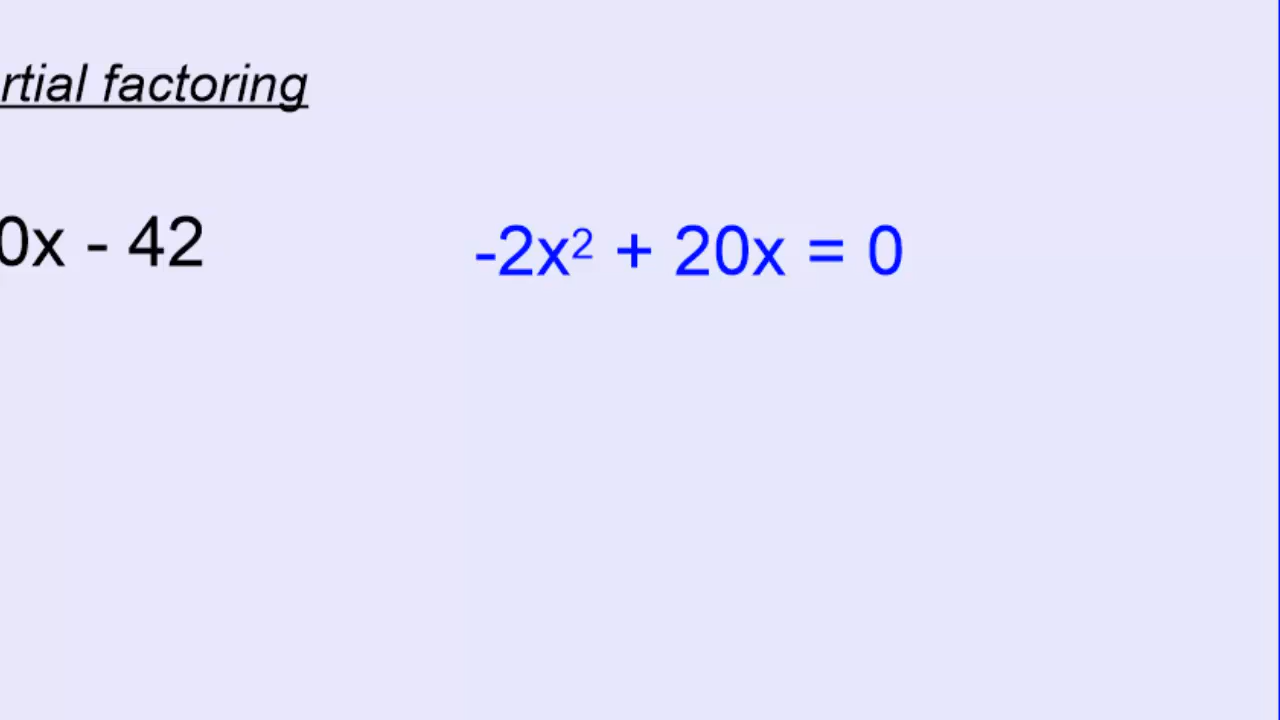 rtial factoring
0x - 42
-2x² + 20x = 0